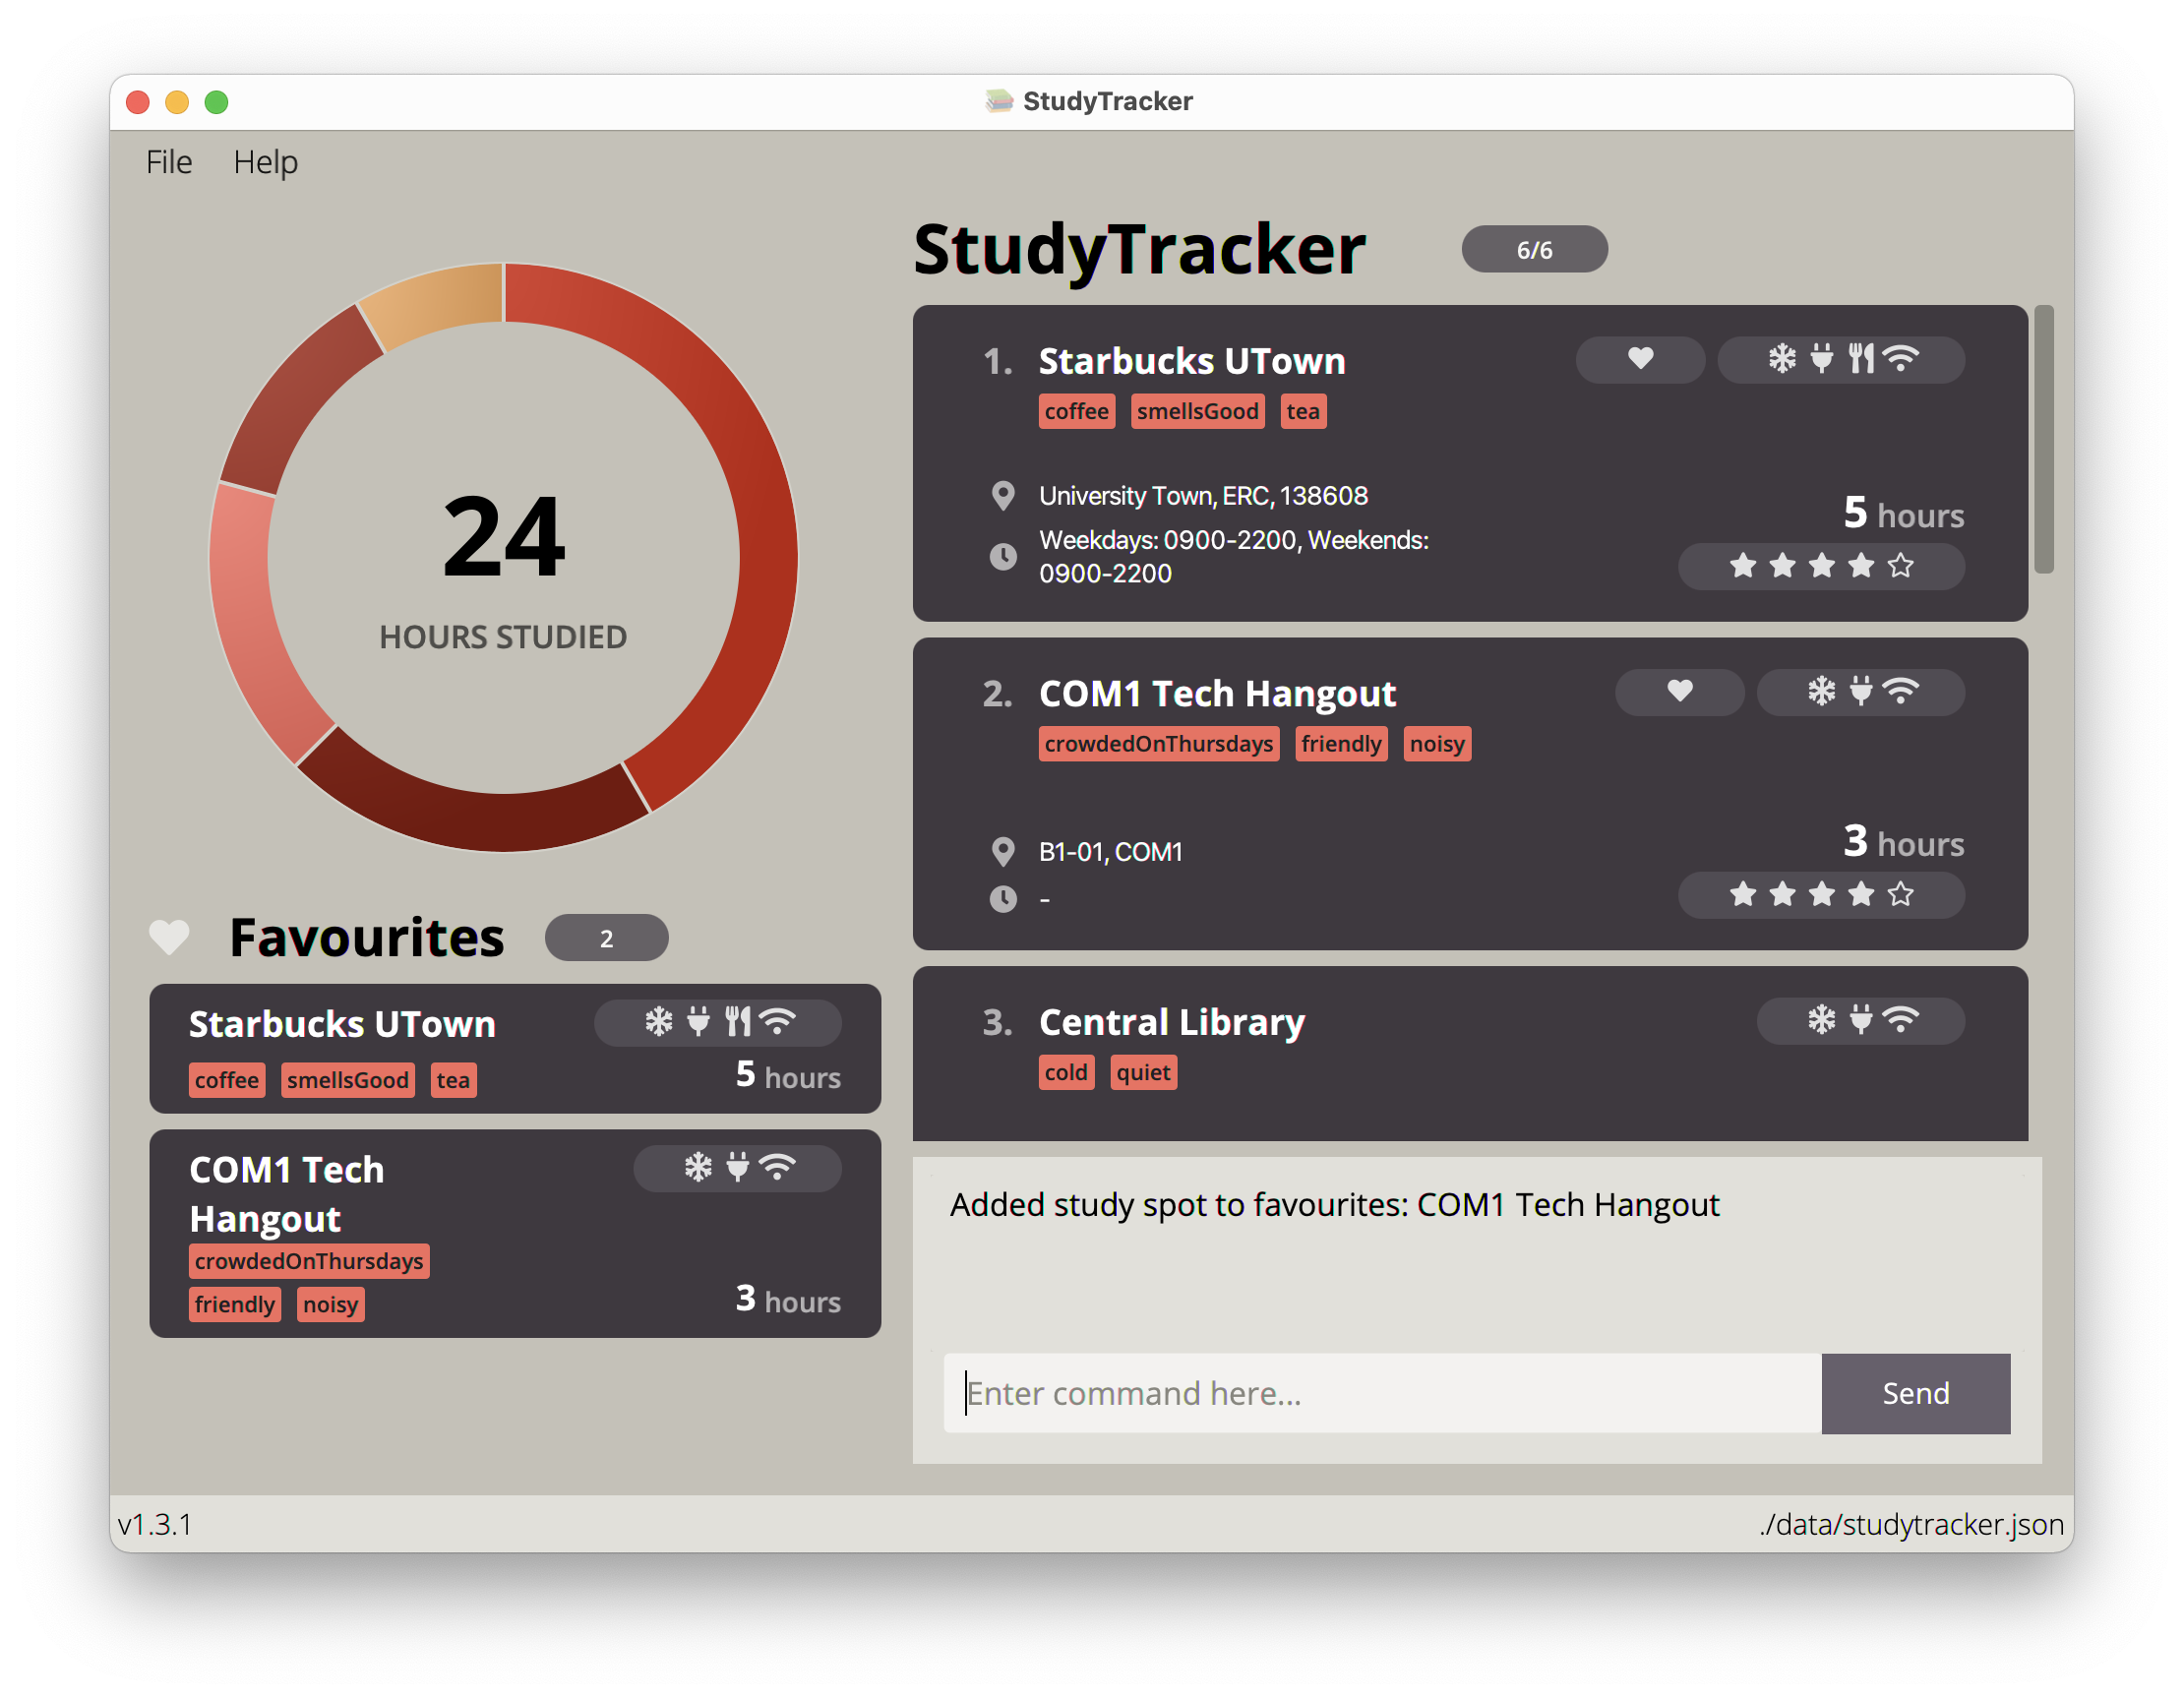 StudyTracker
File Help
24
HOURS STUDIED
Favourites 2
Starbucks UTown
coffee smellsGood tea
5 hours
COM1 Tech
Hangout
crowdedOnThursdays
friendly noisy
3 hours
StudyTracker 6/6
1. Starbucks UTown
coffee smellsGood tea
University Town, ERC, 138608
Weekdays: 0900-2200, Weekends:
0900-2200
5 hours
2. COM1 Tech Hangout
crowdedOnThursdays friendly noisy
B1-01, COM1
-
3 hours
3. Central Library
cold quiet
Added study spot to favourites: COM1 Tech Hangout
Enter command here...
Send
v1.3.1
./data/studytracker.json